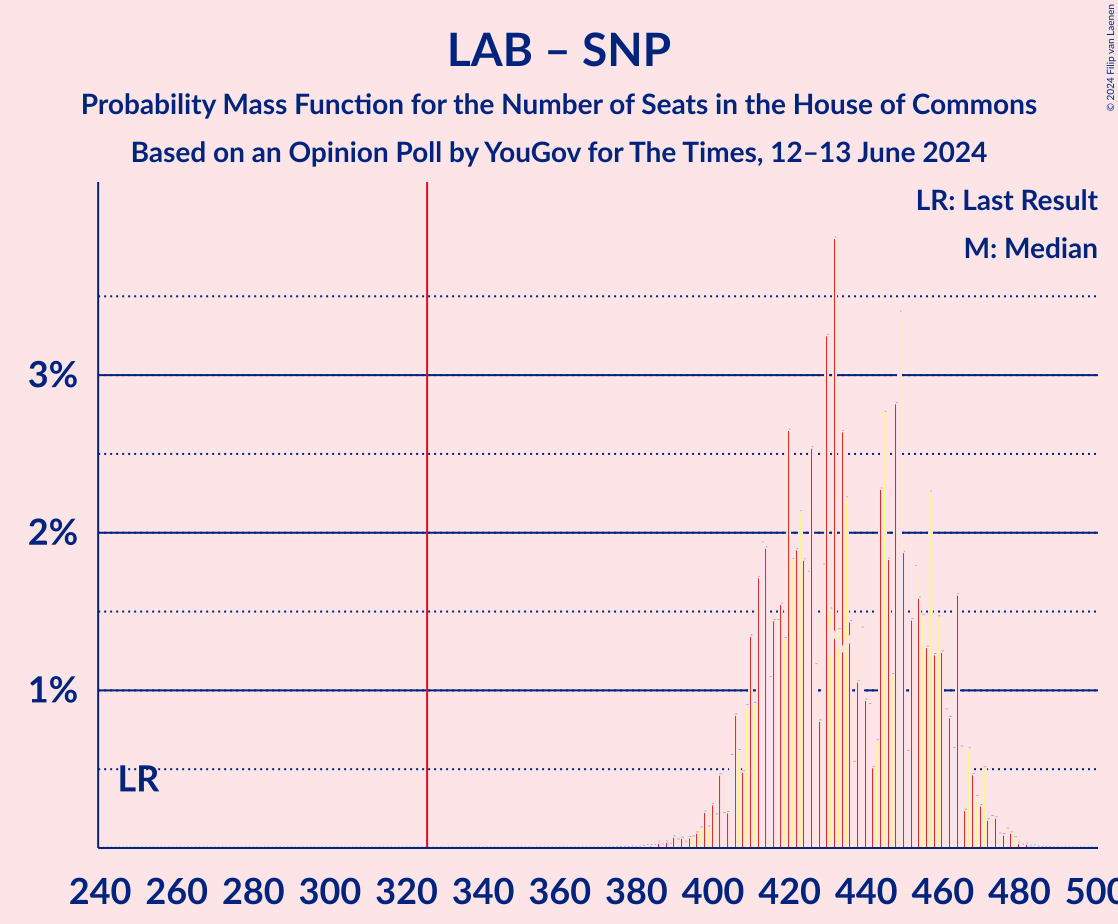 LAB – SNP
Probability Mass Function for the Number of Seats in the House of Commons
Based on an Opinion Poll by YouGov for The Times, 12–13 June 2024
© 2024 Filip van Laenen
LR: Last Result
M: Median
3%
2%
1%
LR
240 260 280 300 320 340 360 380 400 420 440 460 480 500